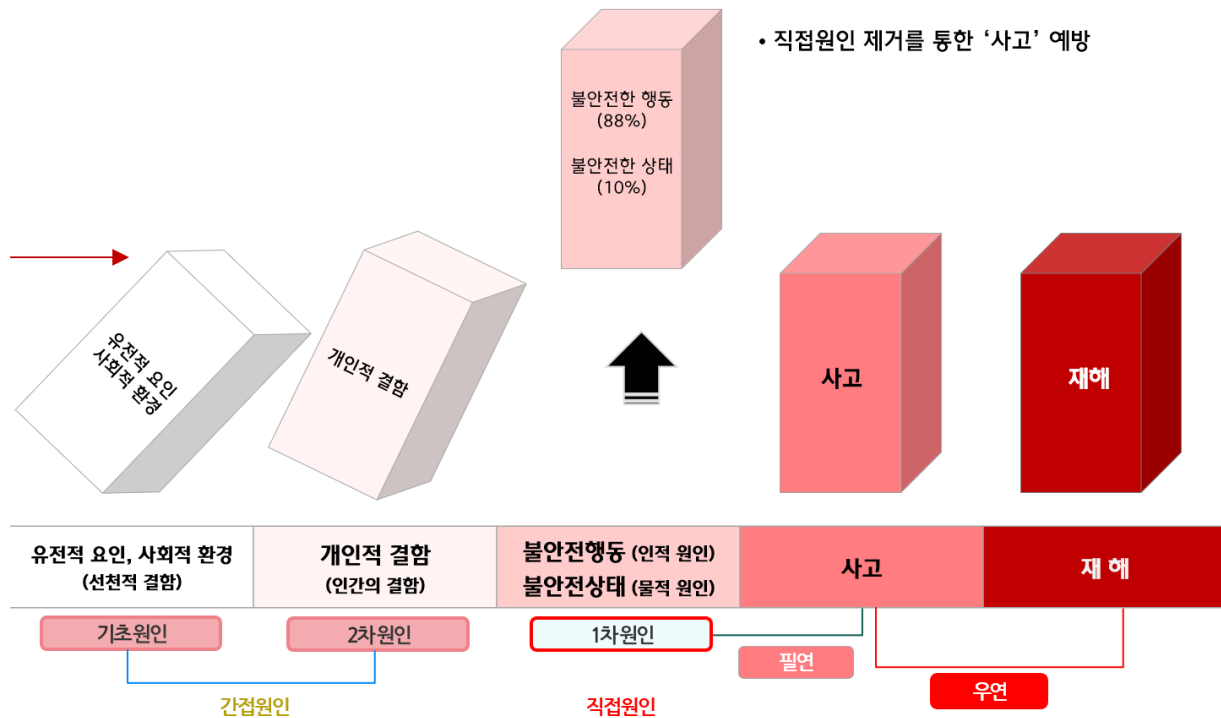 • 직접원인 제거를 통한 ‘사고’ 예방
불안전한 행동
(88%)
불안전한 상태
(10%)
유전적 요인
사회적 환경
개인적 결함
사고
재해
유전적 요인, 사회적 환경
(선천적 결함)
개인적 결함
(인간의 결함)
불안전행동 (인적 원인)
불안전상태 (물적 원인)
사고
재 해
기초원인
2차원인
1차원인
필연
우연
간접원인
직접원인